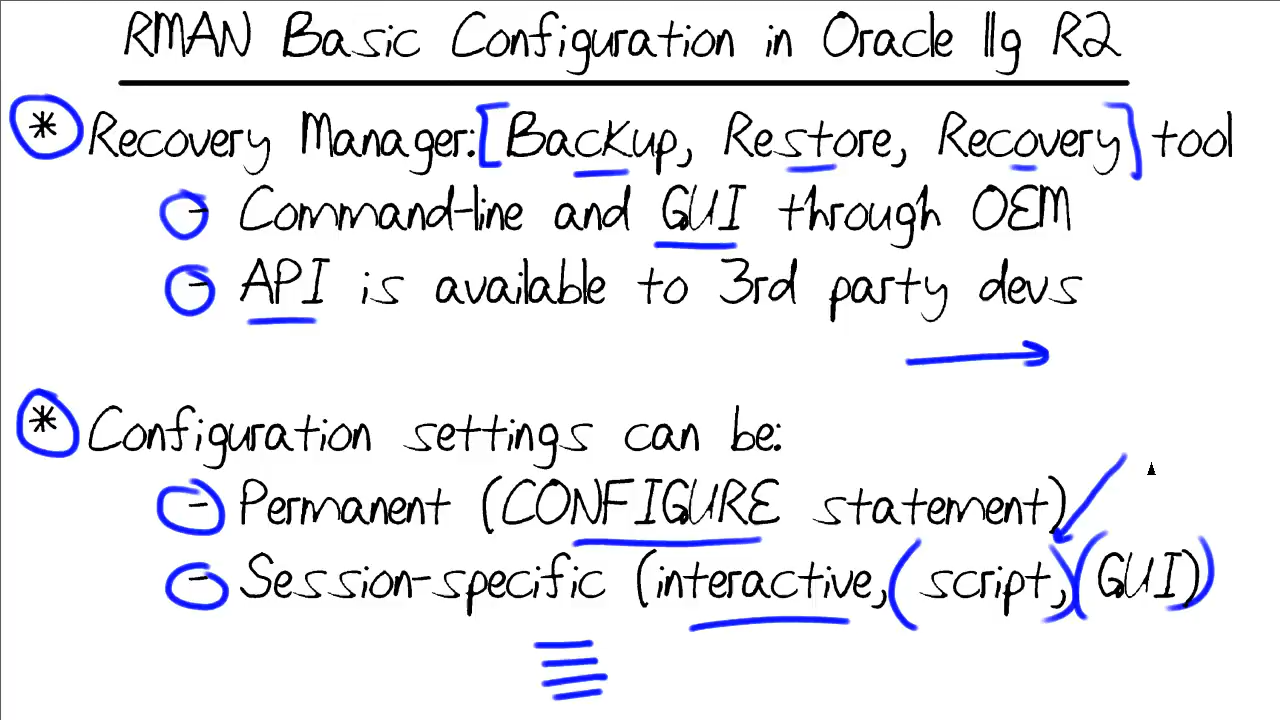 RMAN Basic Configuration in Oracle 11g R2
* Recovery Manager: [Backup, Restore, Recovery] tool
- Command-line and GUI through OEM
- API is available to 3rd party devs
* Configuration settings can be:
- Permanent (CONFIGURE statement)
- Session-specific (interactive, script, GUI)